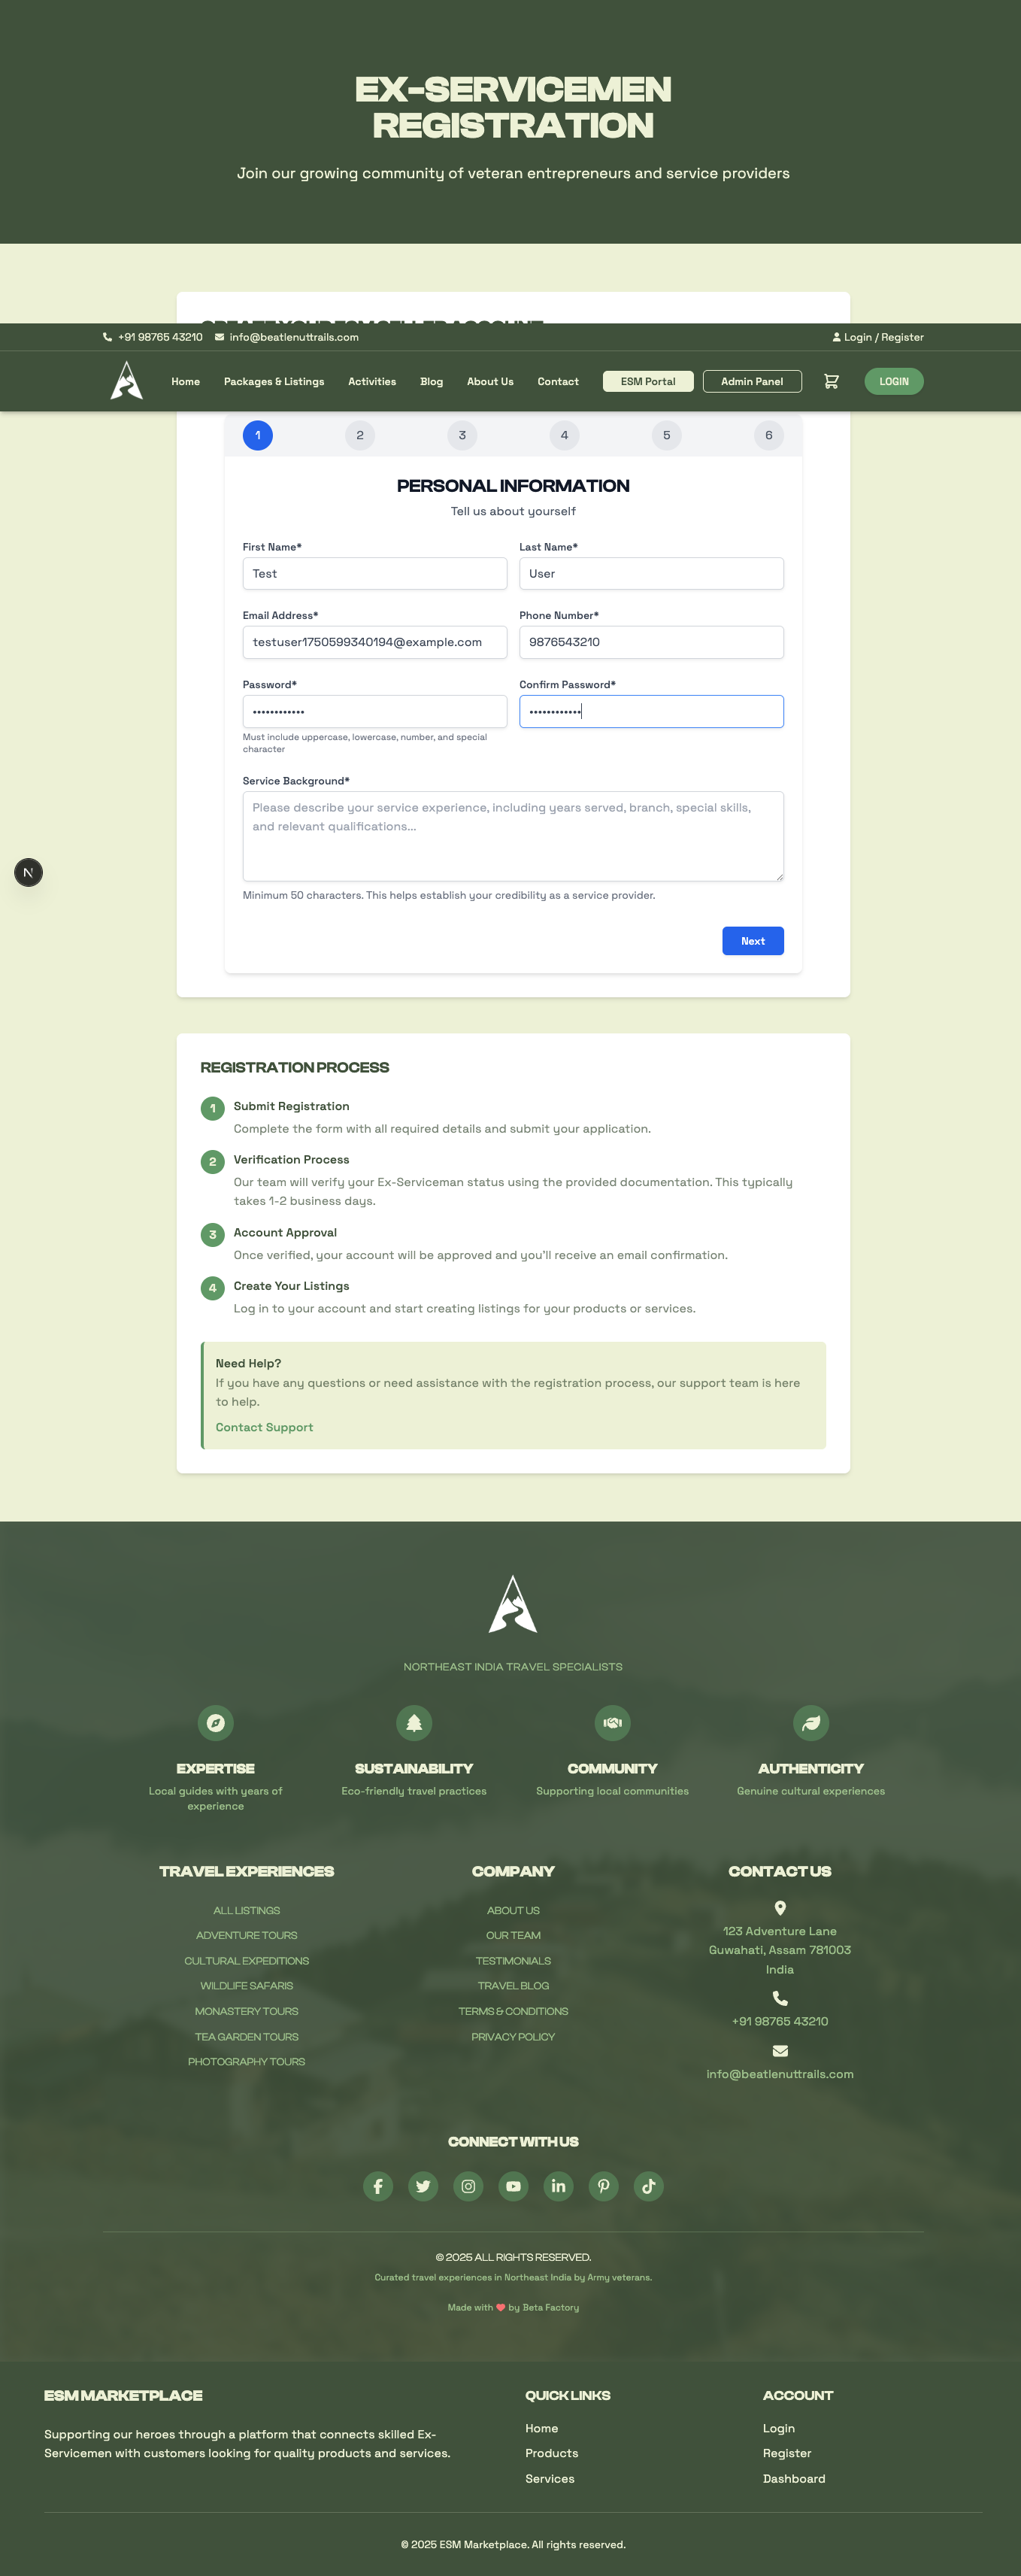 EX-SERVICEMEN
REGISTRATION
Join our growing community of veteran entrepreneurs and service providers
CREATE YOUR ESM SELLER ACCOUNT
+91 98765 43210
info@beatlenuttrails.com
Login / Register
Home
Packages & Listings
Activities
Blog
About Us
Contact
ESM Portal
Admin Panel
LOGIN
1
2
3
4
5
6
PERSONAL INFORMATION
Tell us about yourself
First Name*
Last Name*
Test
User
Email Address*
Phone Number*
testuser1750599340194@example.com
9876543210
Password*
Confirm Password*
••••••••••••
••••••••••••
Must include uppercase, lowercase, number, and special
character
Service Background*
Please describe your service experience, including years served, branch, special skills,
and relevant qualifications...
N
Minimum 50 characters. This helps establish your credibility as a service provider.
Next
REGISTRATION PROCESS
1
Submit Registration
Complete the form with all required details and submit your application.
2
Verification Process
Our team will verify your Ex-Serviceman status using the provided documentation. This typically
takes 1-2 business days.
3
Account Approval
Once verified, your account will be approved and you'll receive an email confirmation.
4
Create Your Listings
Log in to your account and start creating listings for your products or services.
Need Help?
If you have any questions or need assistance with the registration process, our support team is here
to help.
Contact Support
NORTHEAST INDIA TRAVEL SPECIALISTS
EXPERTISE
Local guides with years of
experience
SUSTAINABILITY
Eco-friendly travel practices
COMMUNITY
Supporting local communities
AUTHENTICITY
Genuine cultural experiences
TRAVEL EXPERIENCES
ALL LISTINGS
ADVENTURE TOURS
CULTURAL EXPEDITIONS
WILDLIFE SAFARIS
MONASTERY TOURS
TEA GARDEN TOURS
PHOTOGRAPHY TOURS
COMPANY
ABOUT US
OUR TEAM
TESTIMONIALS
TRAVEL BLOG
TERMS & CONDITIONS
PRIVACY POLICY
CONTACT US
123 Adventure Lane
Guwahati, Assam 781003
India
+91 98765 43210
info@beatlenuttrails.com
CONNECT WITH US
© 2025 ALL RIGHTS RESERVED.
Curated travel experiences in Northeast India by Army veterans.
Made with ❤ by Beta Factory
ESM MARKETPLACE
Supporting our heroes through a platform that connects skilled Ex-
Servicemen with customers looking for quality products and services.
QUICK LINKS
Home
Products
Services
ACCOUNT
Login
Register
Dashboard
© 2025 ESM Marketplace. All rights reserved.